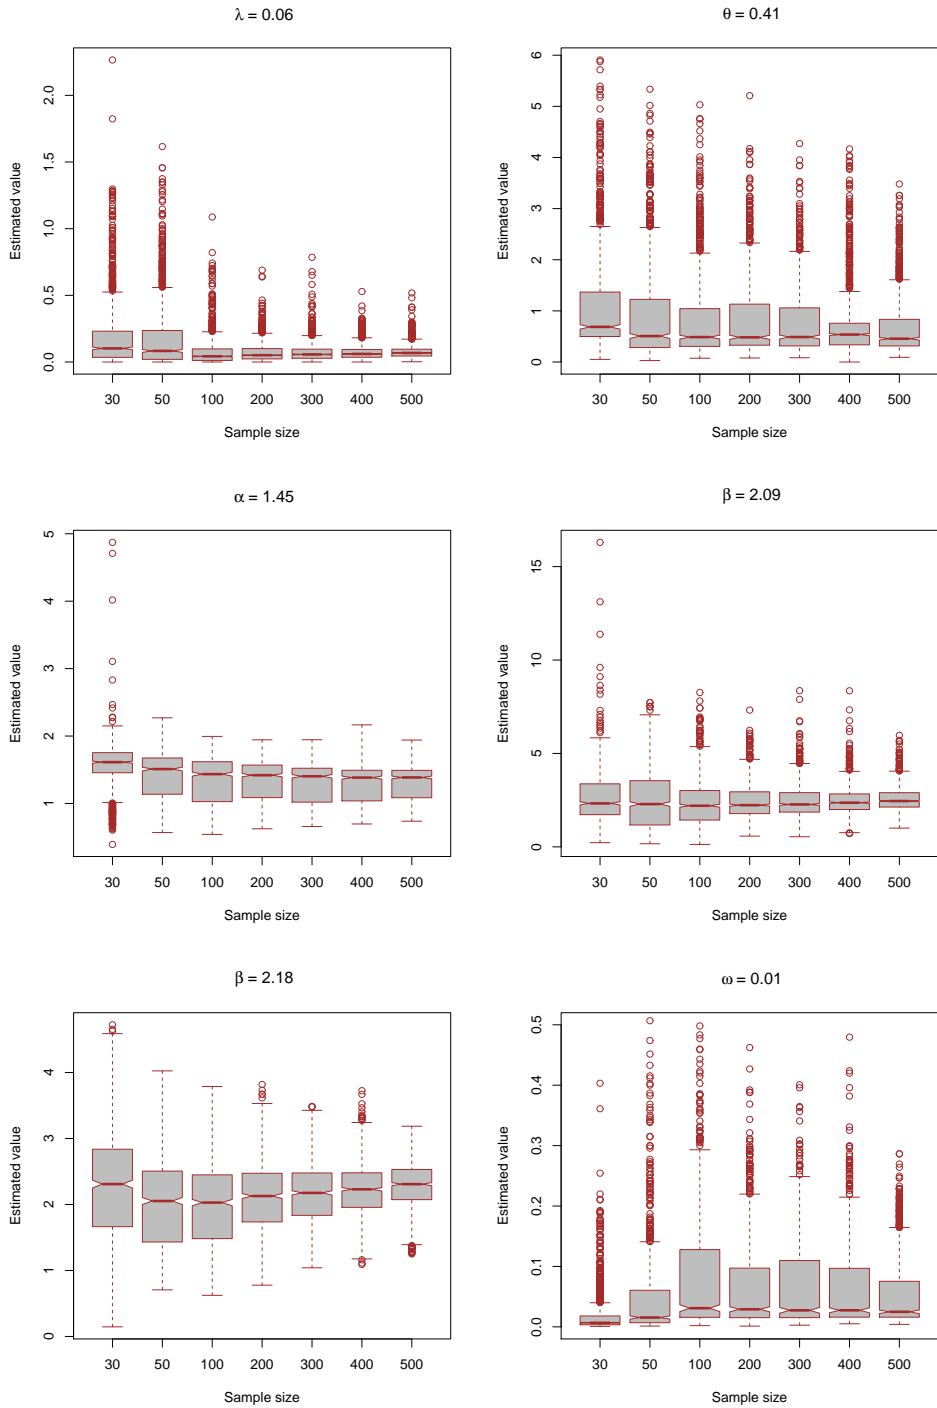 λ = 0.06
Estimated value
0.0 0.5 1.0 1.5 2.0
30 50 100 200 300 400 500
Sample size
θ = 0.41
Estimated value
0 1 2 3 4 5 6
30 50 100 200 300 400 500
Sample size
α = 1.45
Estimated value
1 2 3 4 5
30 50 100 200 300 400 500
Sample size
β = 2.09
Estimated value
0 5 10 15
30 50 100 200 300 400 500
Sample size
β = 2.18
Estimated value
0 1 2 3 4
30 50 100 200 300 400 500
Sample size
ω = 0.01
Estimated value
0.0 0.1 0.2 0.3 0.4 0.5
30 50 100 200 300 400 500
Sample size